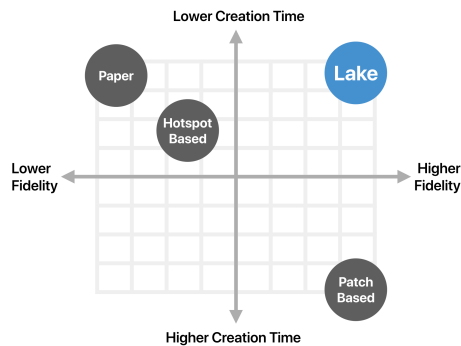 Lower Creation Time
Paper
Lake
Hotspot
Based
Lower
Fidelity
Higher
Fidelity
Patch
Based
Higher Creation Time